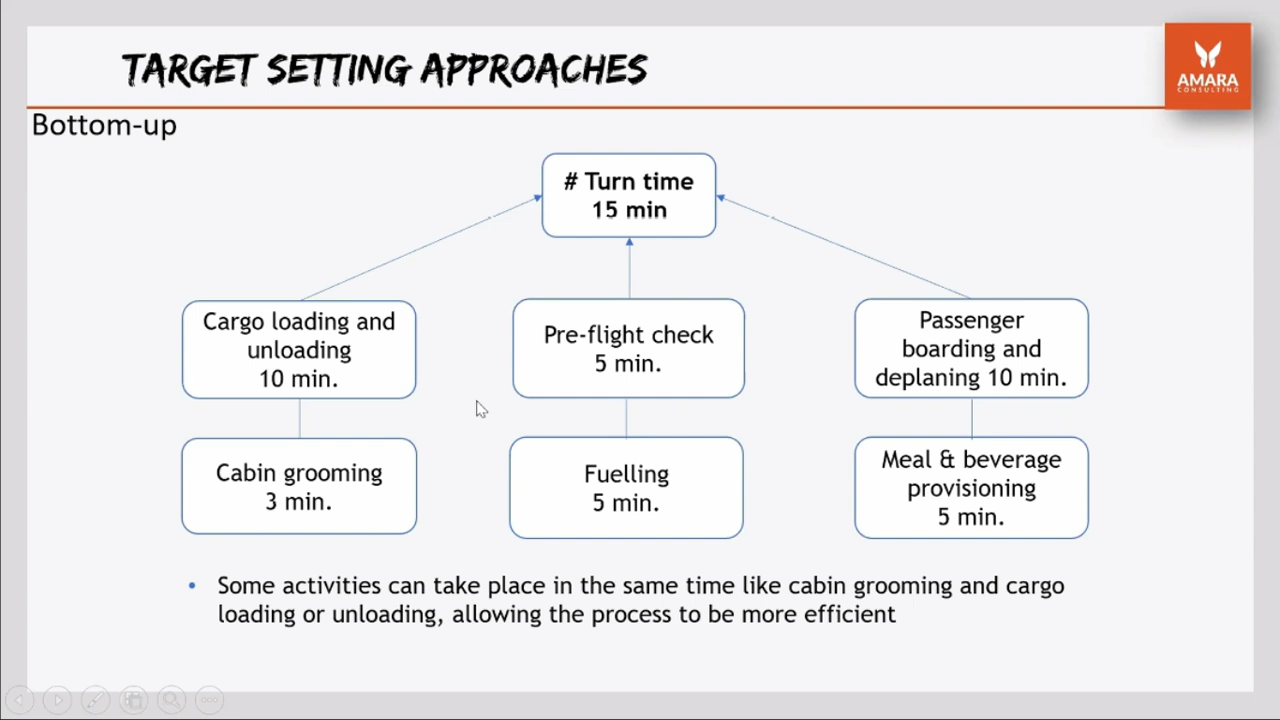 TARGET SETTING APPROACHES
AMARA
CONSULTING
Bottom-up
# Turn time
15 min
Cargo loading and
unloading
10 min.
Pre-flight check
5 min.
Passenger
boarding and
deplaning 10 min.
Cabin grooming
3 min.
Fuelling
5 min.
Meal & beverage
provisioning
5 min.
• Some activities can take place in the same time like cabin grooming and cargo
loading or unloading, allowing the process to be more efficient